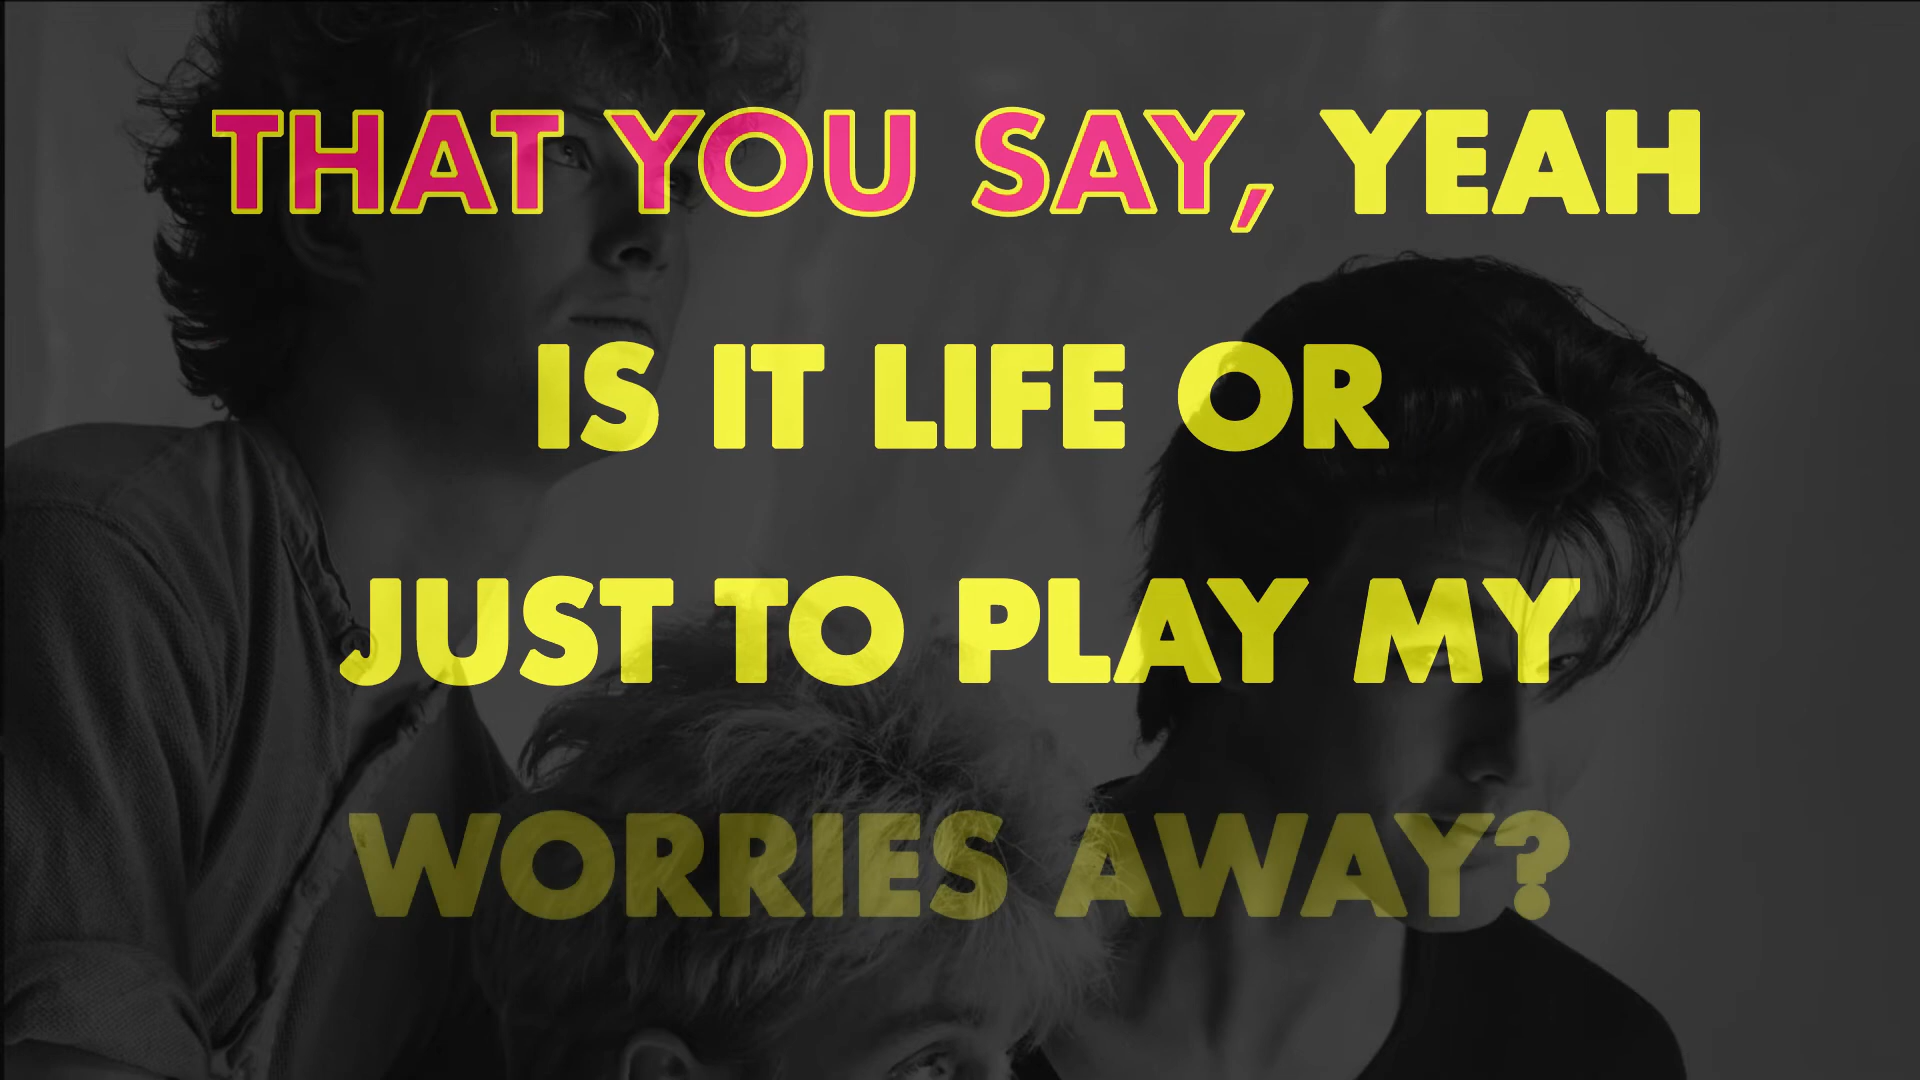 THAT YOU SAY, YEAH
IS IT LIFE OR
JUST TO PLAY MY
WORRIES AWAY?